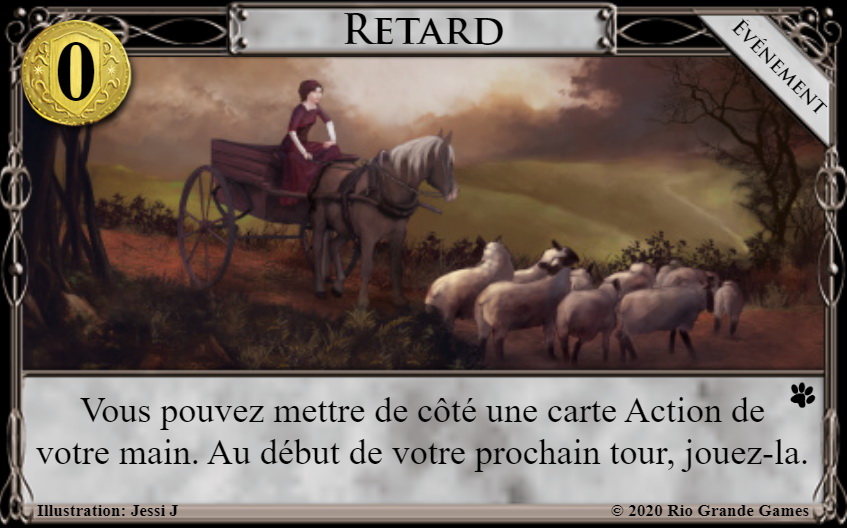 RETARD
0
ÉVÉNEMENT
Vous pouvez mettre de côté une carte Action de
votre main. Au début de votre prochain tour, jouez-la.
Illustration: Jessi J
© 2020 Rio Grande Games